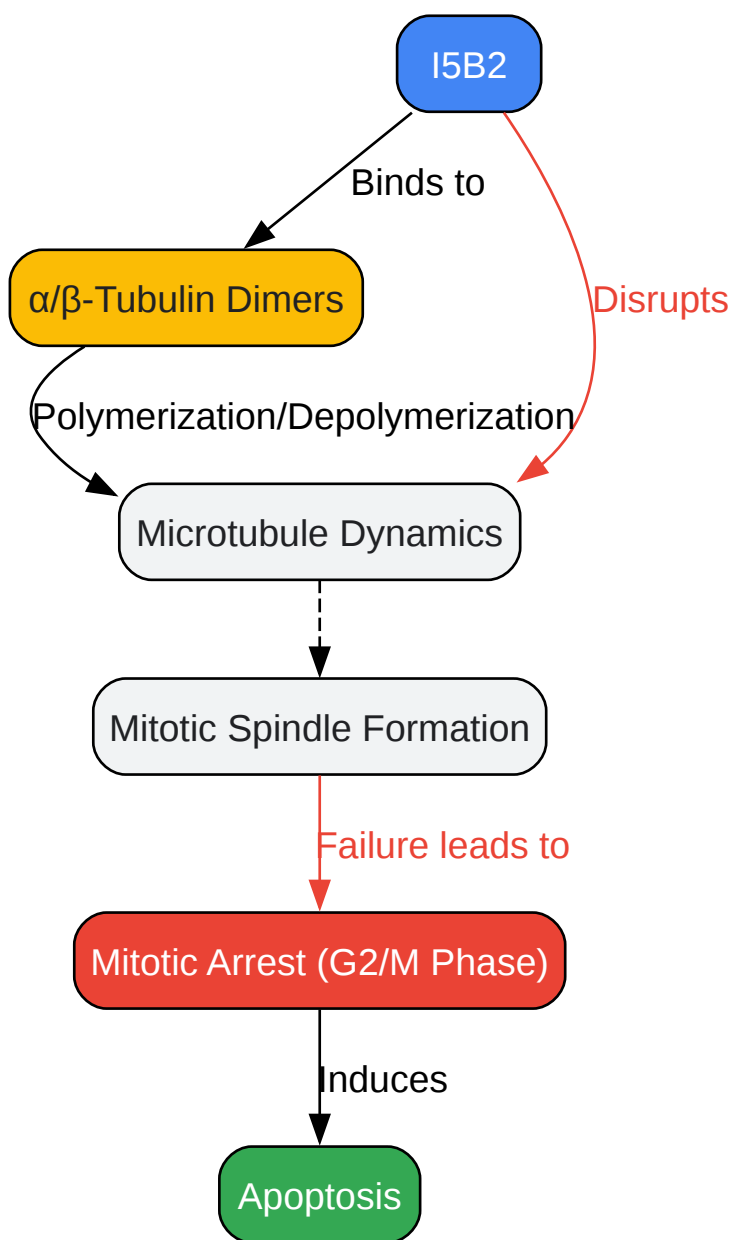 I5B2
Binds to
α/β-Tubulin Dimers
Disrupts
Polymerization/Depolymerization
Microtubule Dynamics
Mitotic Spindle Formation
Failure leads to
Mitotic Arrest (G2/M Phase)
Induces
Apoptosis